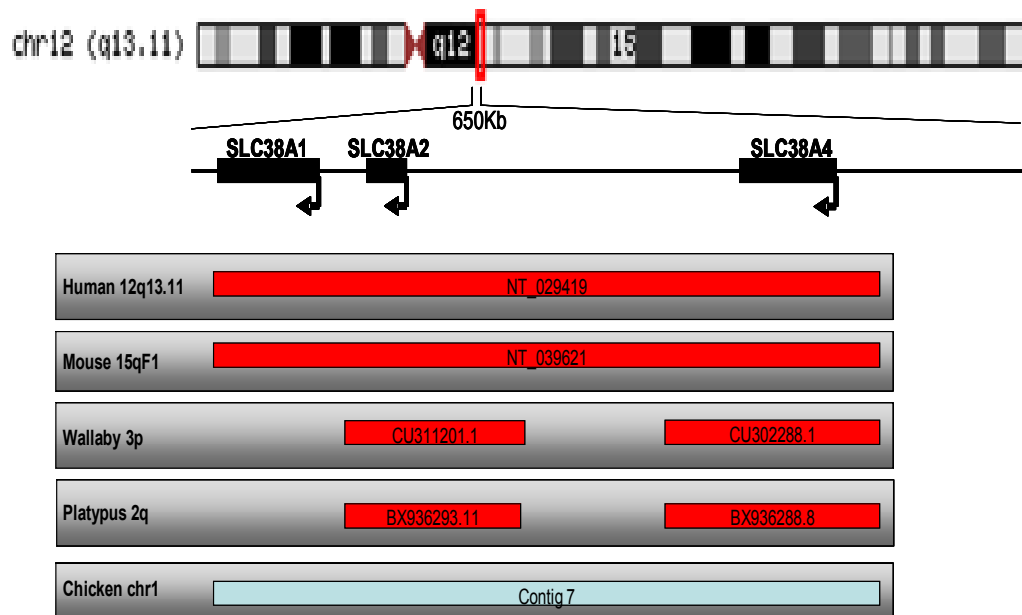 chr12 (q13.11) q12 15
650Kb
SLC38A1 SLC38A2 SLC38A4
Human 12q13.11 NT_029419
Mouse 15qF1 NT_039621
Wallaby 3p CU311201.1 CU302288.1
Platypus 2q BX936293.11 BX936288.8
Chicken chr1 Contig 7